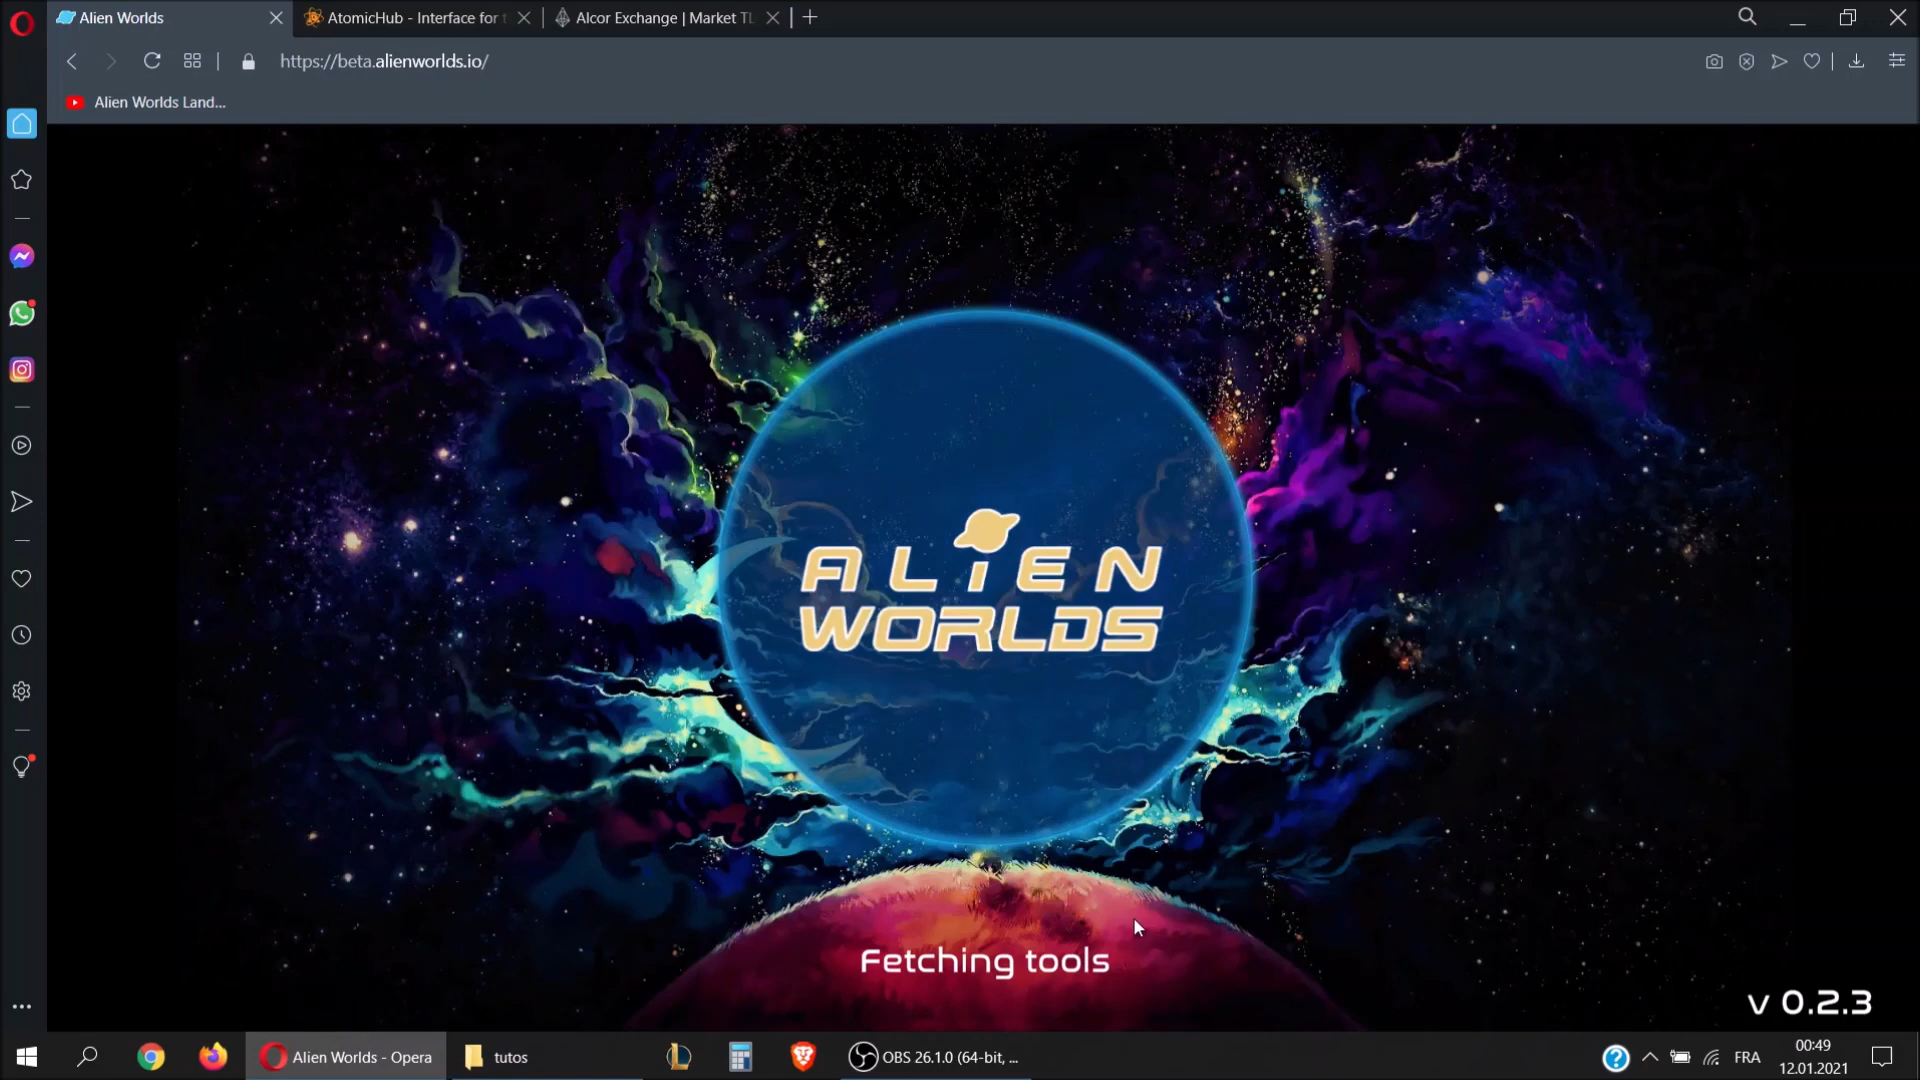 Alien Worlds
AtomicHub - Interface for t
Alcor Exchange | Market TL
https://beta.alienworlds.io/
Alien Worlds Land...
ALIEN
WORLDS
Fetching tools
v 0.2.3
Alien Worlds - Opera
tutos
OBS 26.1.0 (64-bit, ...
FRA
00:49
12.01.2021